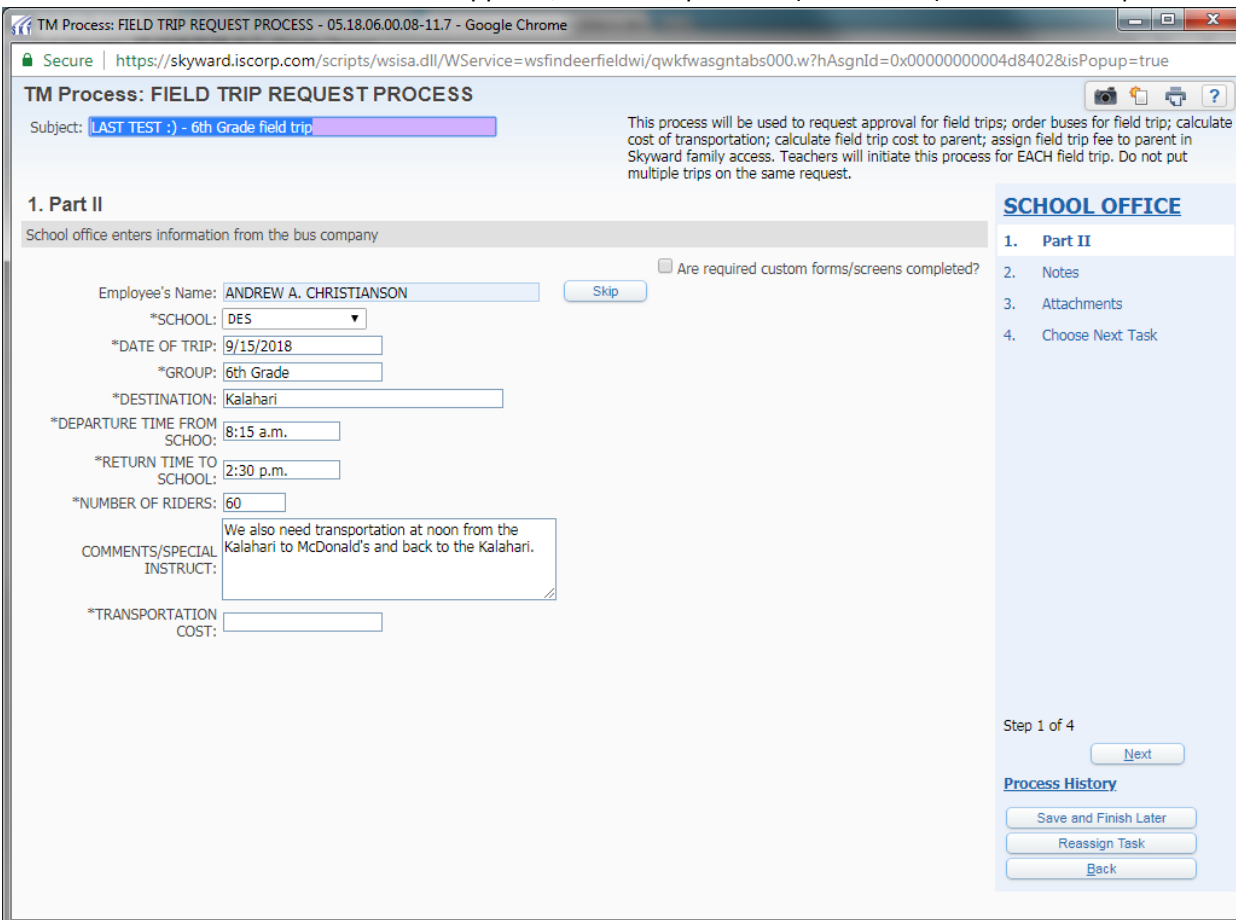 TM Process: FIELD TRIP REQUEST PROCESS - 05.18.06.00.08-11.7 - Google Chrome
Secure | https://skyward.iscorp.com/scripts/wsisa.dll/WService=wsfindeerfieldwi/qwkfwasgntabs000.w?hAsgnId=0x00000000004d8402&isPopup=true
TM Process: FIELD TRIP REQUEST PROCESS
Subject: LAST TEST :) - 6th Grade field trip
This process will be used to request approval for field trips; order buses for field trip; calculate
cost of transportation; calculate field trip cost to parent; assign field trip fee to parent in
Skyward family access. Teachers will initiate this process for EACH field trip. Do not put
multiple trips on the same request.
1. Part II
School office enters information from the bus company
Are required custom forms/screens completed?
Employee's Name: ANDREW A. CHRISTIANSON Skip
*SCHOOL: DES
*DATE OF TRIP: 9/15/2018
*GROUP: 6th Grade
*DESTINATION: Kalahari
*DEPARTURE TIME FROM
SCHOO: 8:15 a.m.
*RETURN TIME TO
SCHOOL: 2:30 p.m.
*NUMBER OF RIDERS: 60
COMMENTS/SPECIAL
INSTRUCT:
We also need transportation at noon from the
Kalahari to McDonald's and back to the Kalahari.
*TRANSPORTATION
COST:
SCHOOL OFFICE
1. Part II
2. Notes
3. Attachments
4. Choose Next Task
Step 1 of 4
Next
Process History
Save and Finish Later
Reassign Task
Back